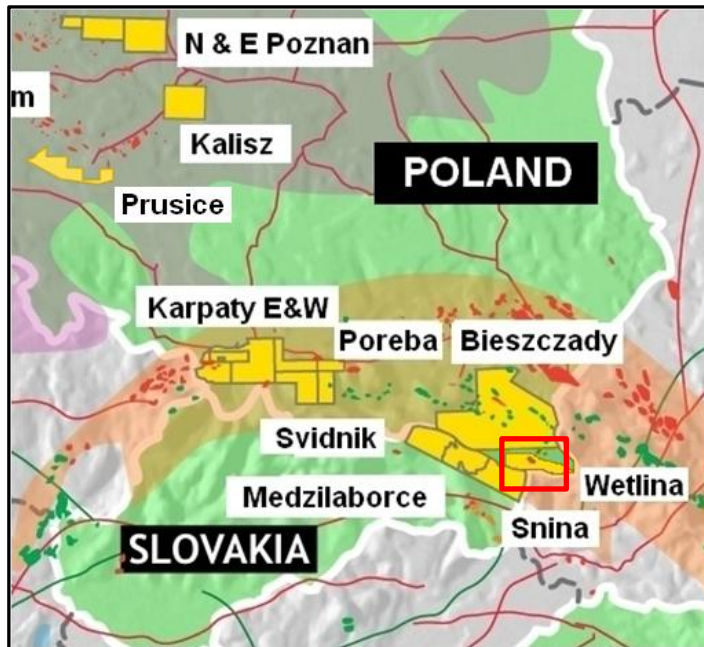 N & E Poznan
m
Kalisz
POLAND
Prusice
Karpaty E&W
Poreba
Bieszczady
Svidnik
Wetlina
Medzilaborce
Snina
SLOVAKIA